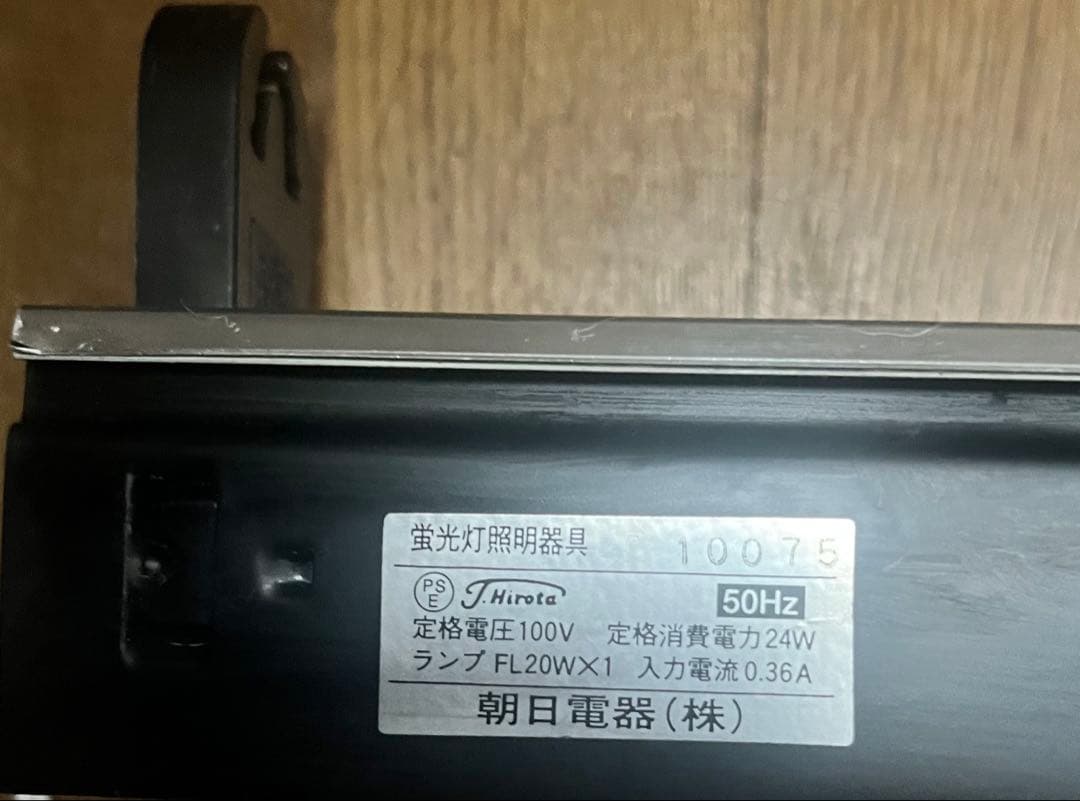 蛍光灯照明器具 10075
PSE J.Hirota 50Hz
定格電圧100V 定格消費電力24W
ランプ FL20W×1 入力電流0.36A
朝日電器(株)